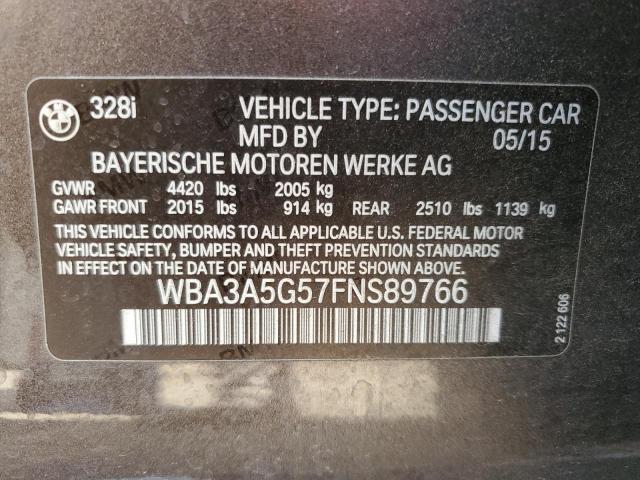 328i VEHICLE TYPE: PASSENGER CAR
MFD BY 05/15
BAYERISCHE MOTOREN WERKE AG
GVWR 4420 lbs 2005 kg
GAWR FRONT 2015 lbs 914 kg REAR 2510 lbs 1139 kg
THIS VEHICLE CONFORMS TO ALL APPLICABLE U.S. FEDERAL MOTOR
VEHICLE SAFETY, BUMPER AND THEFT PREVENTION STANDARDS
IN EFFECT ON THE DATE OF MANUFACTURE SHOWN ABOVE.
WBA3A5G57FNS89766
2 122 606